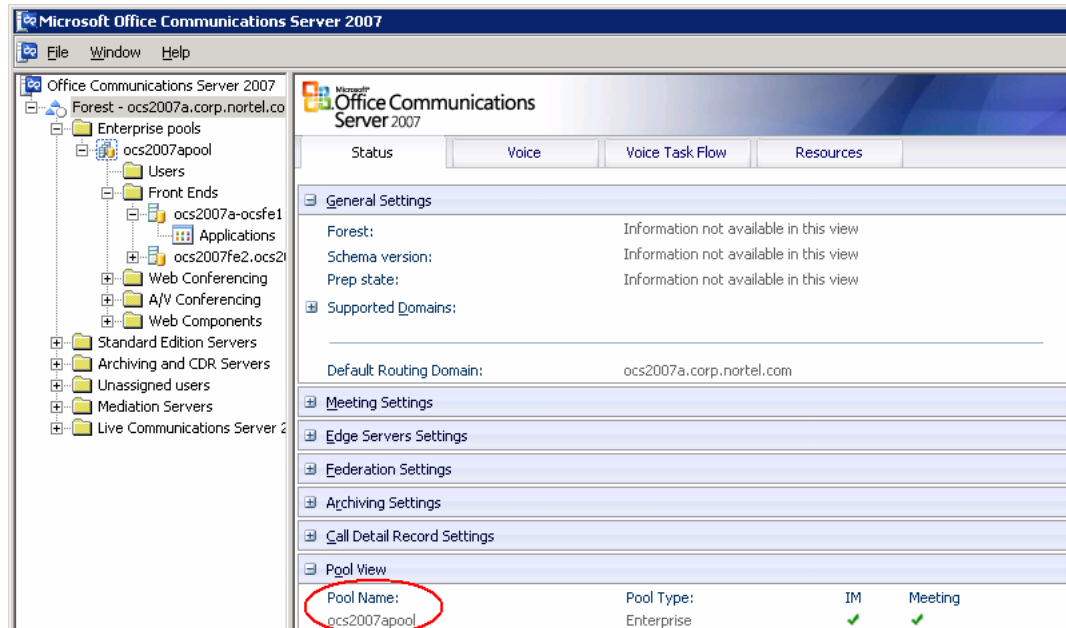 Microsoft Office Communications Server 2007
File Window Help
Office Communications Server 2007
Forest - ocs2007a.corp.nortel.co
Enterprise pools
ocs2007apool
Users
Front Ends
ocs2007a-ocsfe1
Applications
ocs2007fe2.ocs2
Web Conferencing
A/V Conferencing
Web Components
Standard Edition Servers
Archiving and CDR Servers
Unassigned users
Mediation Servers
Live Communications Server 2
Microsoft
Office Communications
Server 2007
Status Voice Voice Task Flow Resources
General Settings
Forest: Information not available in this view
Schema version: Information not available in this view
Prep state: Information not available in this view
Supported Domains:
Default Routing Domain: ocs2007a.corp.nortel.com
Meeting Settings
Edge Servers Settings
Federation Settings
Archiving Settings
Call Detail Record Settings
Pool View
Pool Name: Pool Type: IM Meeting
ocs2007apool Enterprise